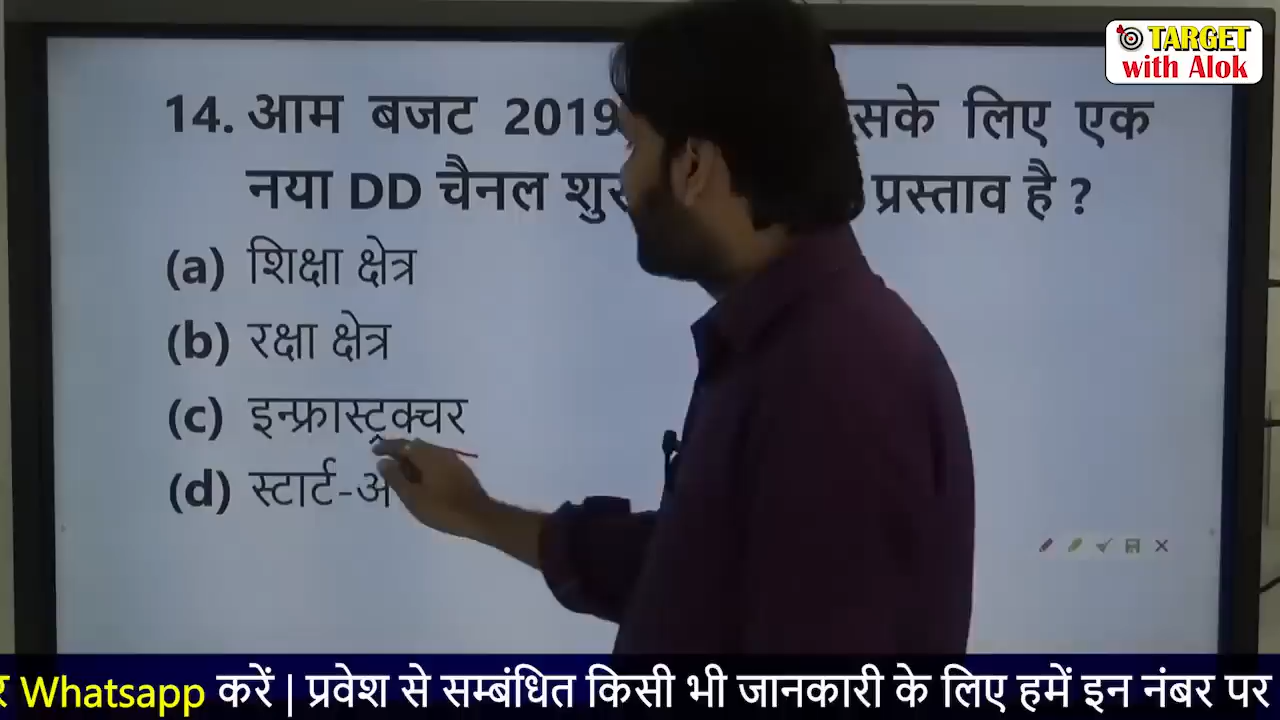 TARGET
with Alok
14. आम बजट 2019 सके लिए एक
नया DD चैनल शुरु प्रस्ताव है ?
(a) शिक्षा क्षेत्र
(b) रक्षा क्षेत्र
(c) इन्फ्रास्ट्रक्चर
(d) स्टार्ट-अ
Whatsapp करें | प्रवेश से सम्बंधित किसी भी जानकारी के लिए हमें इन नंबर पर